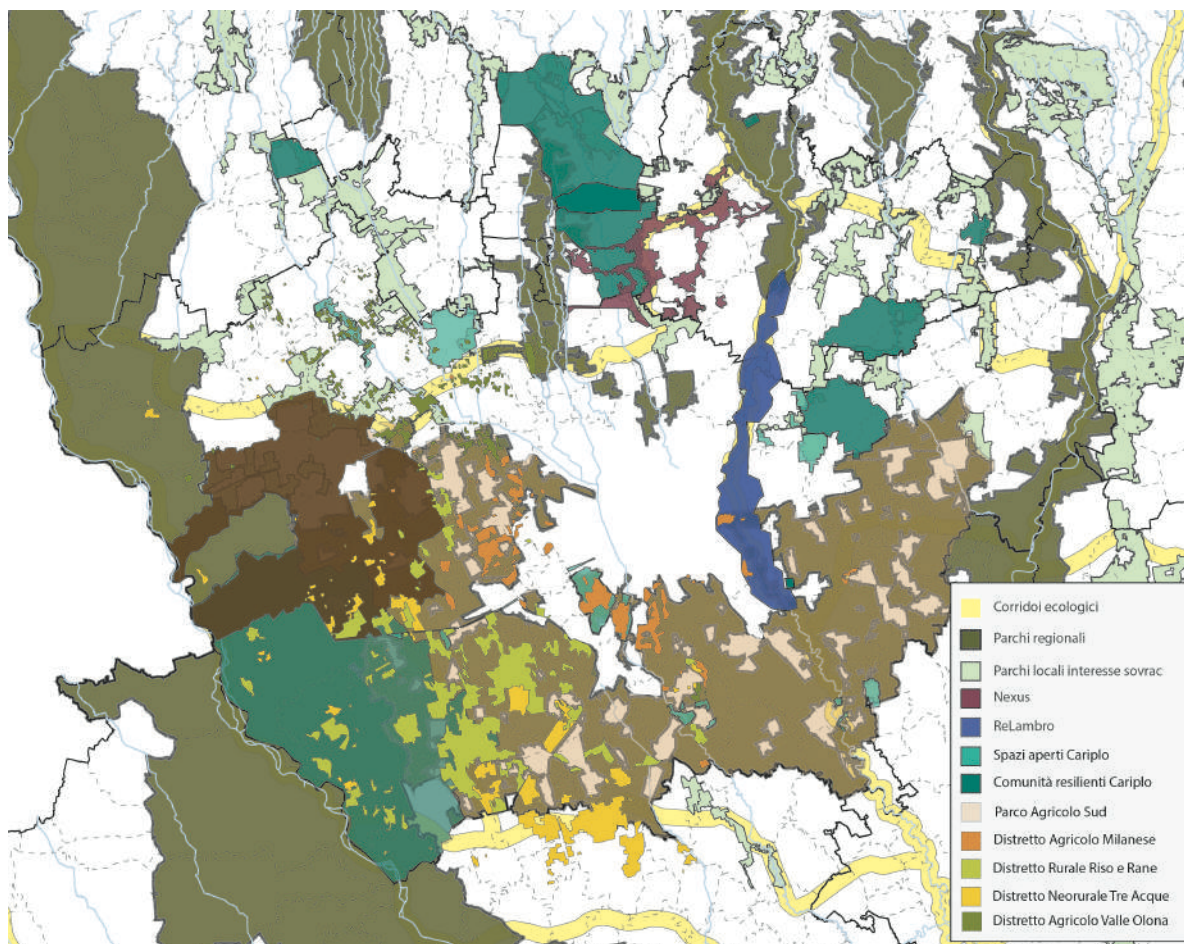 Corridoi ecologici
Parchi regionali
Parchi locali interesse sovrac
Nexus
ReLambro
Spazi aperti Cariplo
Comunità resilienti Cariplo
Parco Agricolo Sud
Distretto Agricolo Milanese
Distretto Rurale Riso e Rane
Distretto Neorurale Tre Acque
Distretto Agricolo Valle Olona